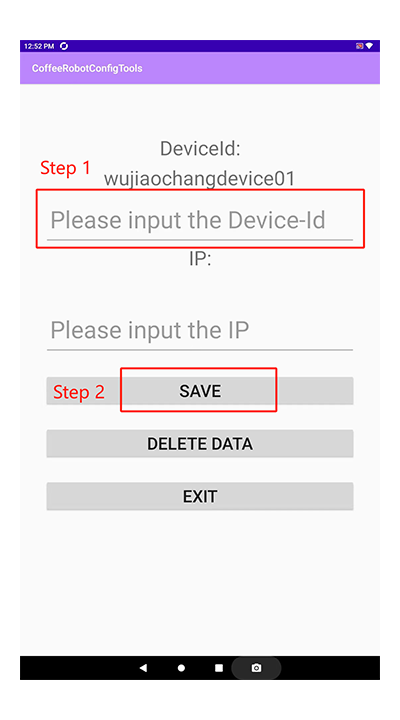 12:52 PM
CoffeeRobotConfigTools
DeviceId:
Step 1
wujiaochangdevice01
Please input the Device-Id
IP:
Please input the IP
Step 2 SAVE
DELETE DATA
EXIT